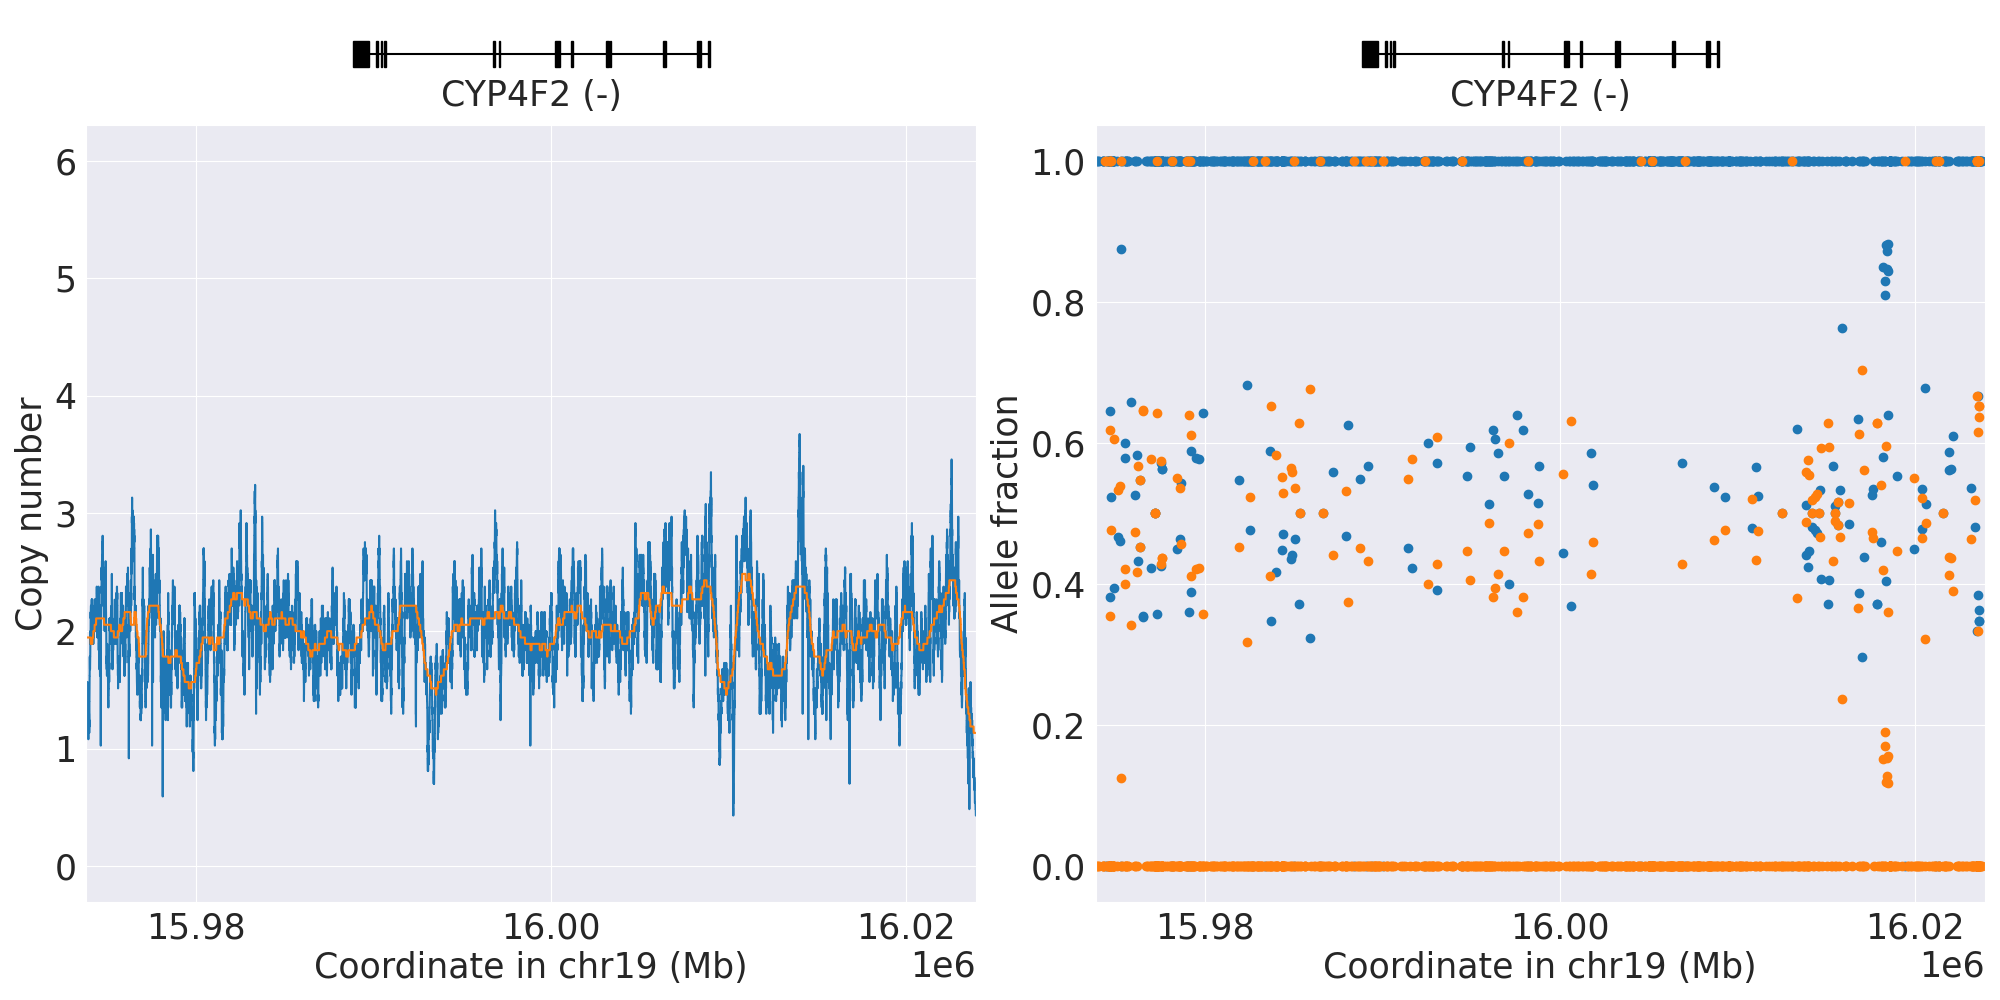 CYP4F2 (-)
6
5
4
3
2
1
0
Copy number
15.98 16.00 16.02
Coordinate in chr19 (Mb) 1e6
CYP4F2 (-)
1.0
0.8
0.6
0.4
0.2
0.0
Allele fraction
15.98 16.00 16.02
Coordinate in chr19 (Mb) 1e6